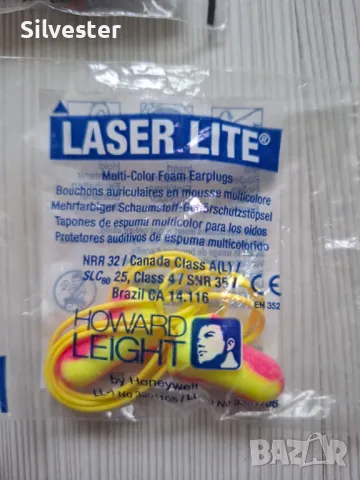 Silvester
LASER LITE®
Multi-Color Foam Earplugs
Bouchons auriculaires en mousse multicolore
Mehrfarbiger Schaumstoff-Gehörschutzstöpsel
Tapones de espuma multicolor para los oidos
Protetores auditivos de espuma multicolorido
NRR 32 / Canada Class A(L) /
SLC80 25, Class 4 / SNR 35 /
Brazil CA 14.116
CE
EN 352
HOWARD
LEIGHT
by Honeywell
BAZAR
bg